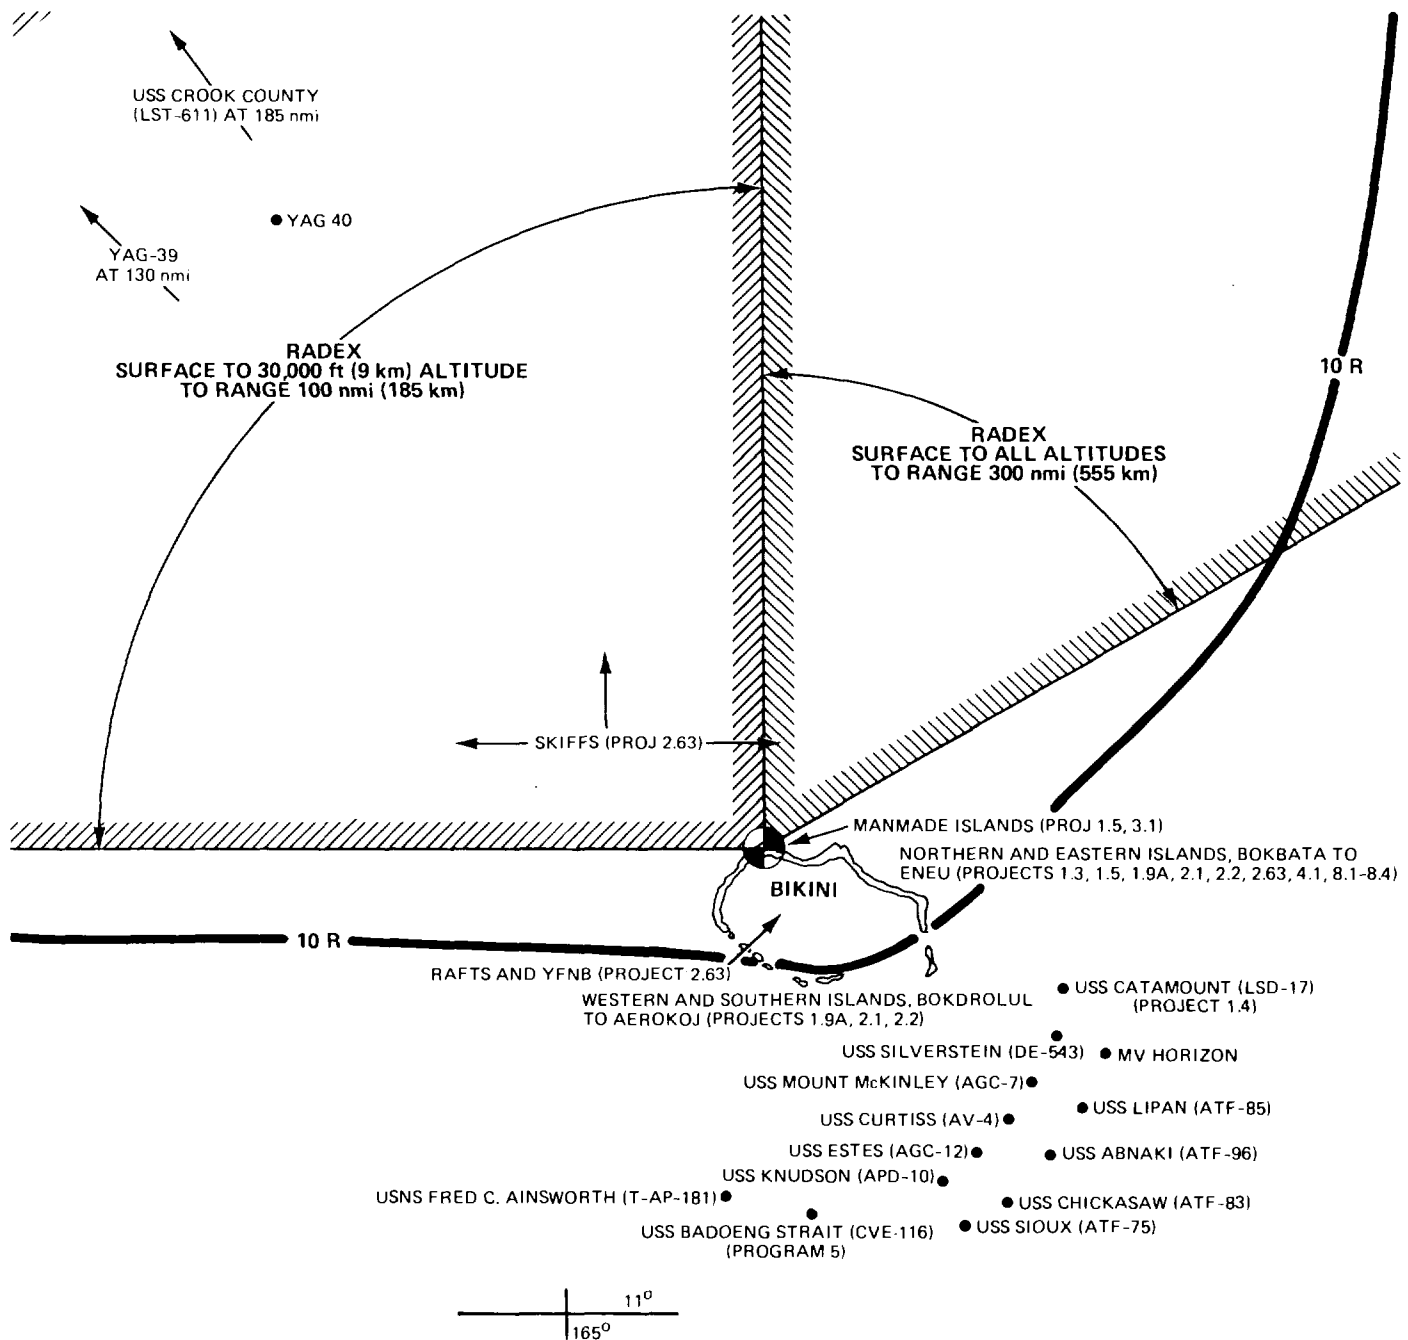 USS CROOK COUNTY
(LST-611) AT 185 nmi
YAG 40
YAG-39
AT 130 nmi
RADEX
SURFACE TO 30,000 ft (9 km) ALTITUDE
TO RANGE 100 nmi (185 km)
10 R
RADEX
SURFACE TO ALL ALTITUDES
TO RANGE 300 nmi (555 km)
SKIFFS (PROJ 2.63)
MANMADE ISLANDS (PROJ 1.5, 3.1)
NORTHERN AND EASTERN ISLANDS, BOKBATA TO
ENEU (PROJECTS 1.3, 1.5, 1.9A, 2.1, 2.2, 2.63, 4.1, 8.1-8.4)
BIKINI
10 R
RAFTS AND YFNB (PROJECT 2.63)
WESTERN AND SOUTHERN ISLANDS, BOKDROLUL
TO AEROKOJ (PROJECTS 1.9A, 2.1, 2.2)
USS CATAMOUNT (LSD-17)
(PROJECT 1.4)
USS SILVERSTEIN (DE-543)
MV HORIZON
USS MOUNT McKINLEY (AGC-7)
USS LIPAN (ATF-85)
USS CURTISS (AV-4)
USS ESTES (AGC-12)
USS ABNAKI (ATF-96)
USS KNUDSON (APD-10)
USNS FRED C. AINSWORTH (T-AP-181)
USS CHICKASAW (ATF-83)
USS BADOENG STRAIT (CVE-116)
(PROGRAM 5)
USS SIOUX (ATF-75)
11°
165°